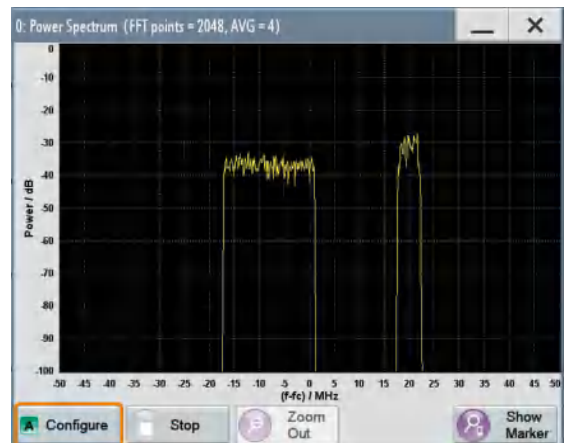 0: Power Spectrum (FFT points = 2048, AVG = 4)
0
-10
-20
-30
-40
-50
-60
-70
-80
-90
-100
Power / dB
-50 -45 -40 -35 -30 -25 -20 -15 -10 -5 0 5 10 15 20 25 30 35 40 45 50
(f-fc) / MHz
A Configure
Stop
Zoom
Out
Show
Marker